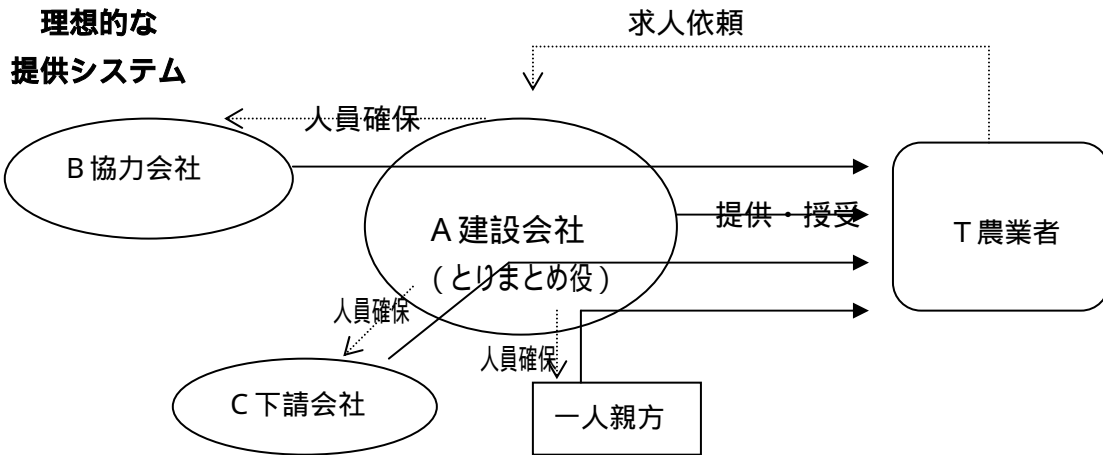 理想的な
提供システム
求人依頼
人員確保
B協力会社
A建設会社
(とりまとめ役)
提供・授受
T農業者
人員確保
人員確保
C下請会社
一人親方